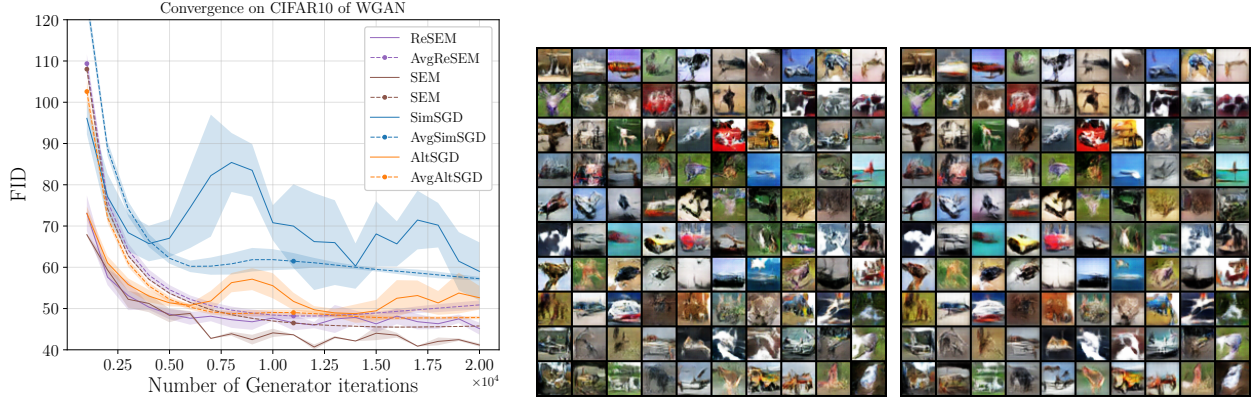 Convergence on CIFAR10 of WGAN
120
110
100
90
80
70
60
50
40
FID
ReSEM
AvgReSEM
SEM
SEM
SimSGD
AvgSimSGD
AltSGD
AvgAltSGD
0.25 0.50 0.75 1.00 1.25 1.50 1.75 2.00
×10⁴
Number of Generator iterations